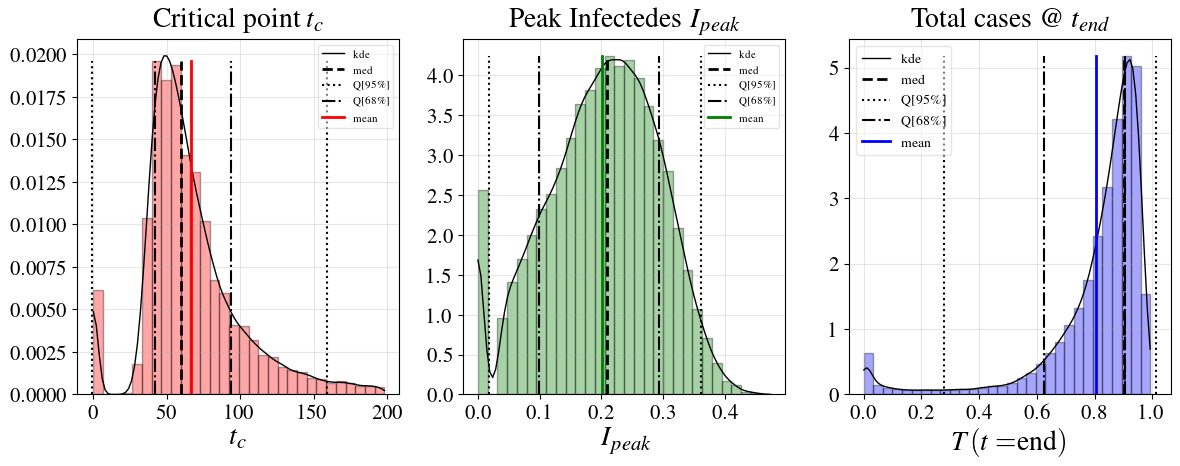 Critical point t_c
0.0200
0.0175
0.0150
0.0125
0.0100
0.0075
0.0050
0.0025
0.0000
kde
med
Q[95%]
Q[68%]
mean
0
50
100
150
200
t_c
Peak Infectedes I_peak
4.0
3.5
3.0
2.5
2.0
1.5
1.0
0.5
0.0
kde
med
Q[95%]
Q[68%]
mean
0.0
0.1
0.2
0.3
0.4
I_peak
Total cases @ t_end
5
4
3
2
1
0
kde
med
Q[95%]
Q[68%]
mean
0.0
0.2
0.4
0.6
0.8
1.0
T(t =end)